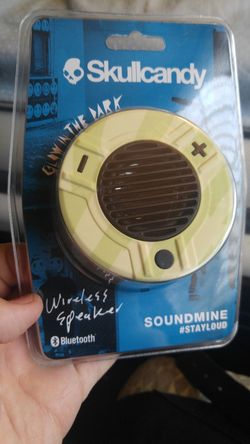 Skullcandy
GLOW IN THE DARK
Wireless
Speaker
Bluetooth
SOUNDMINE
#STAYLOUD